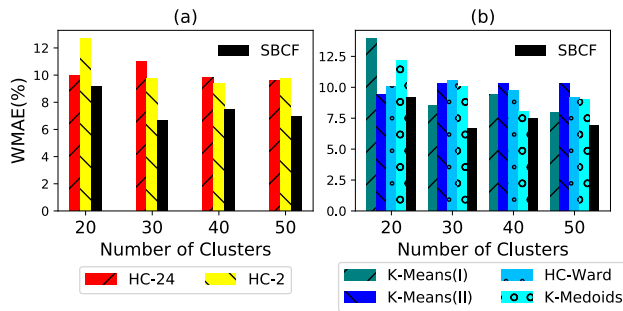 (a)
WMAE(%)
12
10
8
6
4
2
0
SBCF
20 30 40 50
Number of Clusters
HC-24 HC-2
(b)
12.5
10.0
7.5
5.0
2.5
0.0
SBCF
20 30 40 50
Number of Clusters
K-Means(I) HC-Ward
K-Means(II) K-Medoids